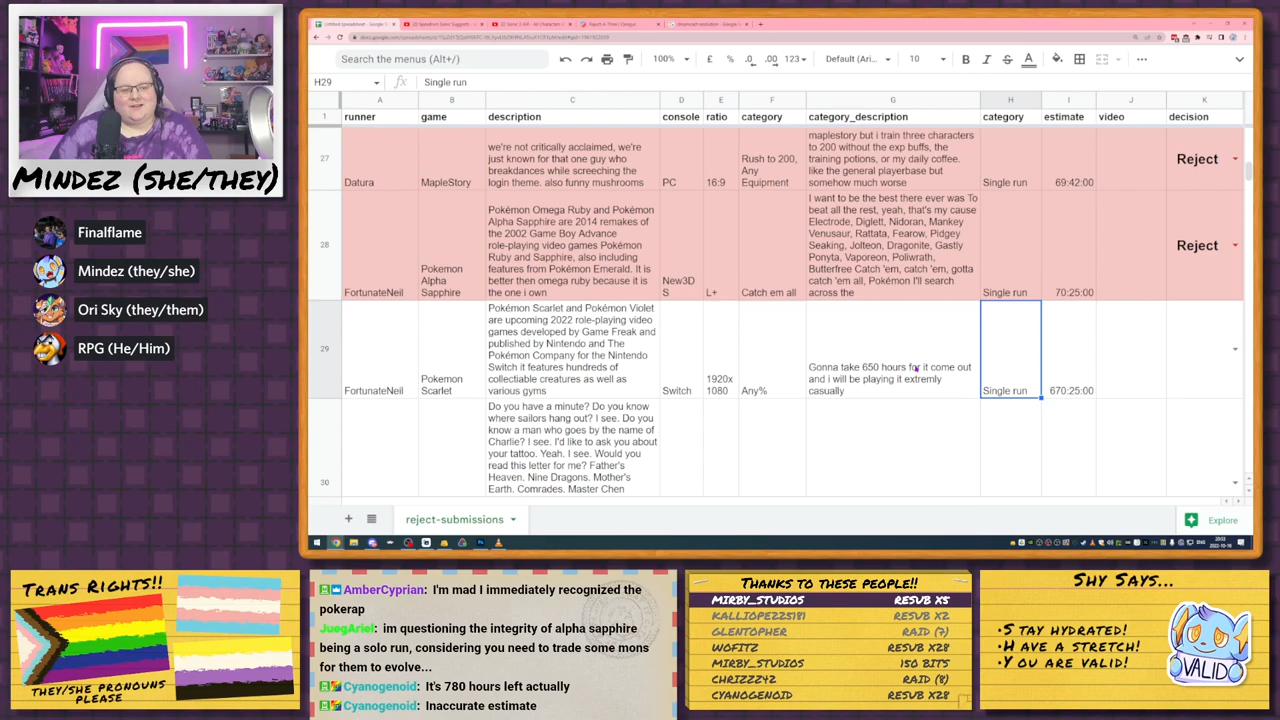 MINDEZ (SHE/THEY)
Finalflame
Mindez (they/she)
Ori Sky (they/them)
RPG (He/Him)
Search the menus (Alt+/)
100%
£
%
.0
.00
123
Default (Ari...
10
B
I
S
A
H29
fx
Single run
A
B
C
D
E
F
G
H
I
J
K
1
runner
game
description
console
ratio
category
category_description
category
estimate
video
decision
27
Datura
MapleStory
we're not critically acclaimed, we're
just known for that one guy who
breakdances while screeching the
login theme. also funny mushrooms
PC
16:9
Rush to 200,
Any
Equipment
maplestory but i train three characters
to 200 without the exp buffs, the
training potions, or my daily coffee.
like the general playerbase but
somehow much worse
Single run
69:42:00
Reject
28
FortunateNeil
Pokemon
Alpha
Sapphire
Pokémon Omega Ruby and Pokémon
Alpha Sapphire are 2014 remakes of
the 2002 Game Boy Advance
role-playing video games Pokémon
Ruby and Sapphire, also including
features from Pokémon Emerald. It is
better then omega ruby because it is
the one i own
New3D
S
L+
Catch em all
I want to be the best there ever was To
beat all the rest, yeah, that's my cause
Electrode, Diglett, Nidoran, Mankey
Venusaur, Rattata, Fearow, Pidgey
Seaking, Jolteon, Dragonite, Gastly
Ponyta, Vaporeon, Poliwrath,
Butterfree Catch 'em, catch 'em, gotta
catch 'em all, Pokémon I'll search
across the
Single run
70:25:00
Reject
29
FortunateNeil
Pokemon
Scarlet
Pokémon Scarlet and Pokémon Violet
are upcoming 2022 role-playing video
games developed by Game Freak and
published by Nintendo and The
Pokémon Company for the Nintendo
Switch it features hundreds of
collectiable creatures as well as
various gyms
Switch
1920x
1080
Any%
Gonna take 650 hours for it come out
and i will be playing it extremly
casually
Single run
670:25:00
30
Do you have a minute? Do you know
where sailors hang out? I see. Do you
know a man who goes by the name of
Charlie? I see. I'd like to ask you about
your tattoo. Yeah. I see. Would you
read this letter for me? Father's
Heaven. Nine Dragons. Mother's
Earth. Comrades. Master Chen
reject-submissions
Explore
TRANS RIGHTS!!
THEY/SHE PRONOUNS
PLEASE
AmberCyprian: I'm mad I immediately recognized the
pokerap
JuegAriel: im questioning the integrity of alpha sapphire
being a solo run, considering you need to trade some mons
for them to evolve...
Cyanogenoid: It's 780 hours left actually
Cyanogenoid: Inaccurate estimate
THANKS TO THESE PEOPLE!!
MIRBY_STUDIOS RESUB X5
KALLIOPEZZ5181 RESUB X2
GLENTOPHER RAID (7)
WOFITZ RESUB X28
MIRBY_STUDIOS 150 BITS
CHRIZZZ42 RAID (8)
CYANOGENOID RESUB X28
SHY SAYS...
•STAY HYDRATED!
•HAVE A STRETCH!
•YOU ARE VALID!
VALID